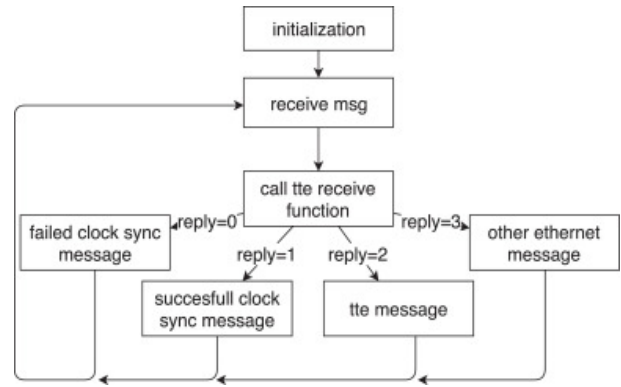 initialization
receive msg
call tte receive
function
reply=0
reply=3
failed clock sync
message
other ethernet
message
reply=1
reply=2
succesfull clock
sync message
tte message